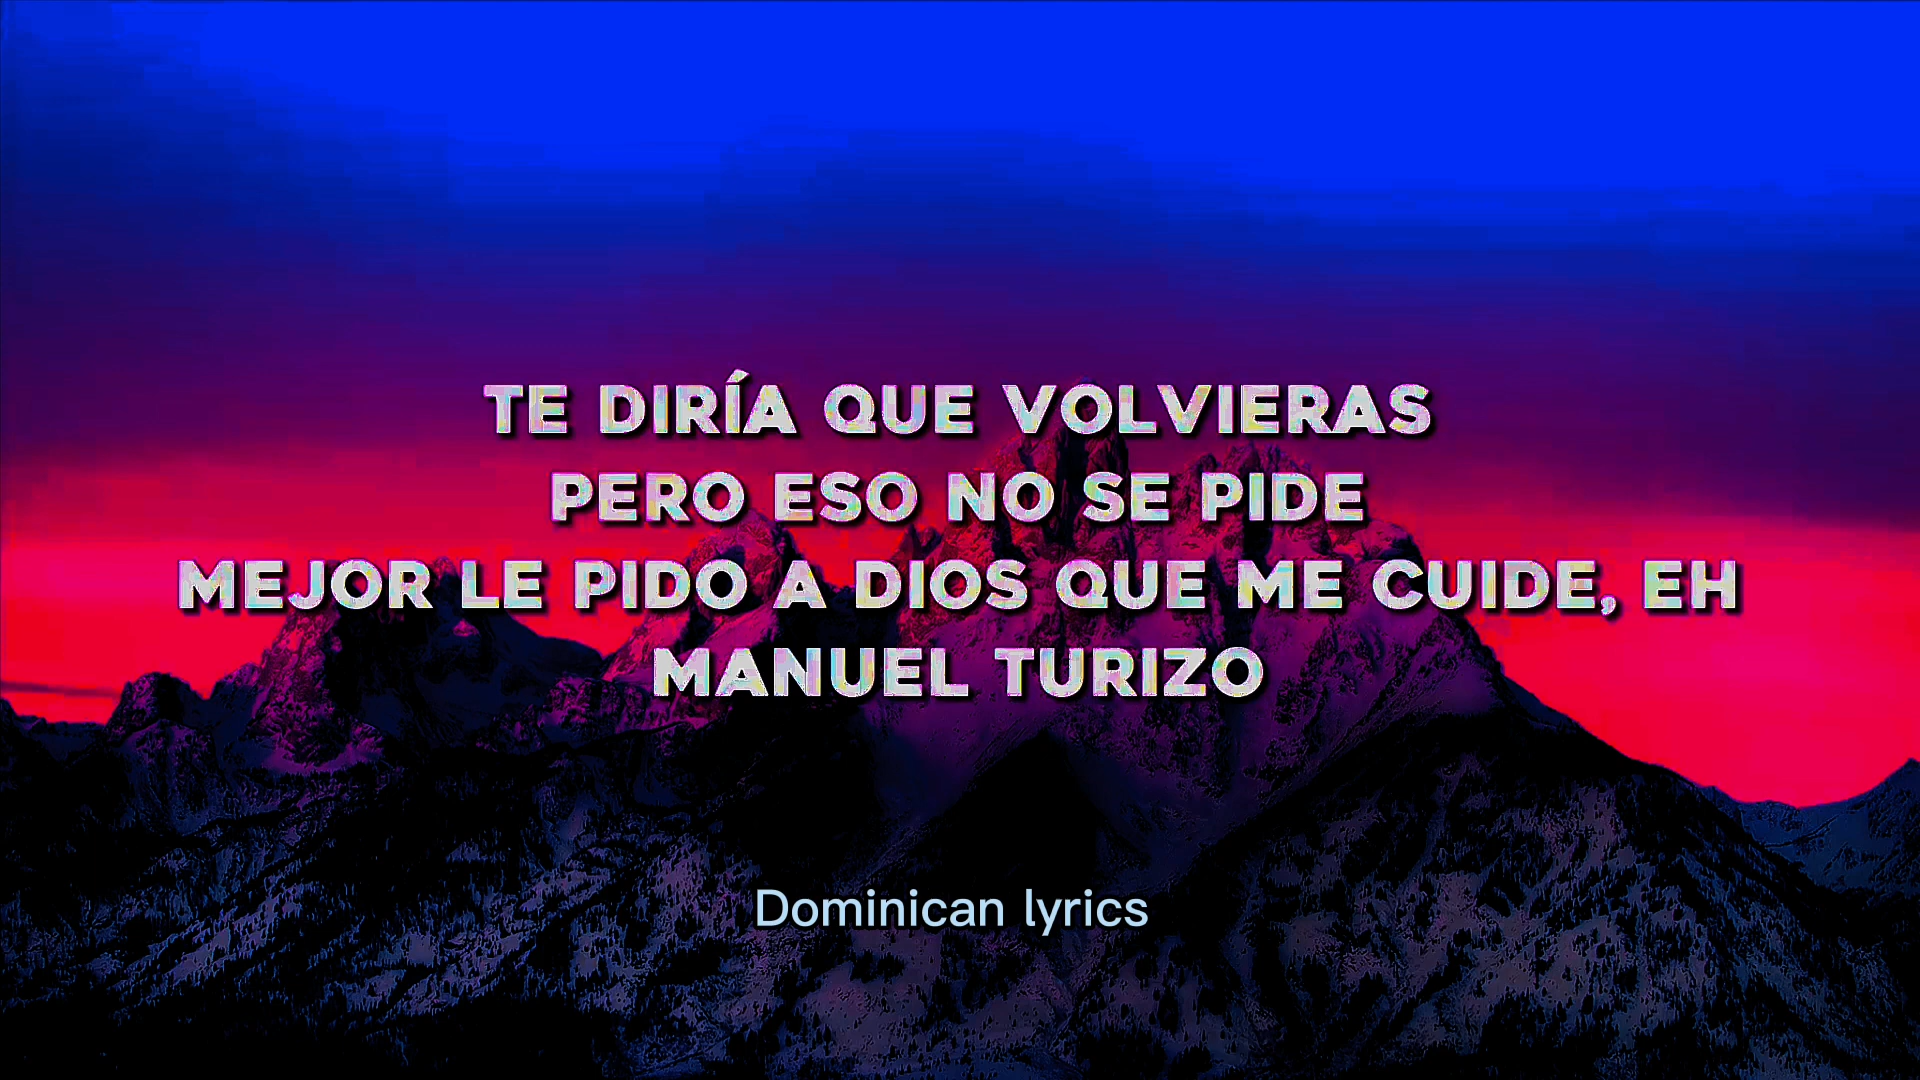 TE DIRÍA QUE VOLVIERAS
PERO ESO NO SE PIDE
MEJOR LE PIDO A DIOS QUE ME CUIDE, EH
MANUEL TURIZO
Dominican lyrics